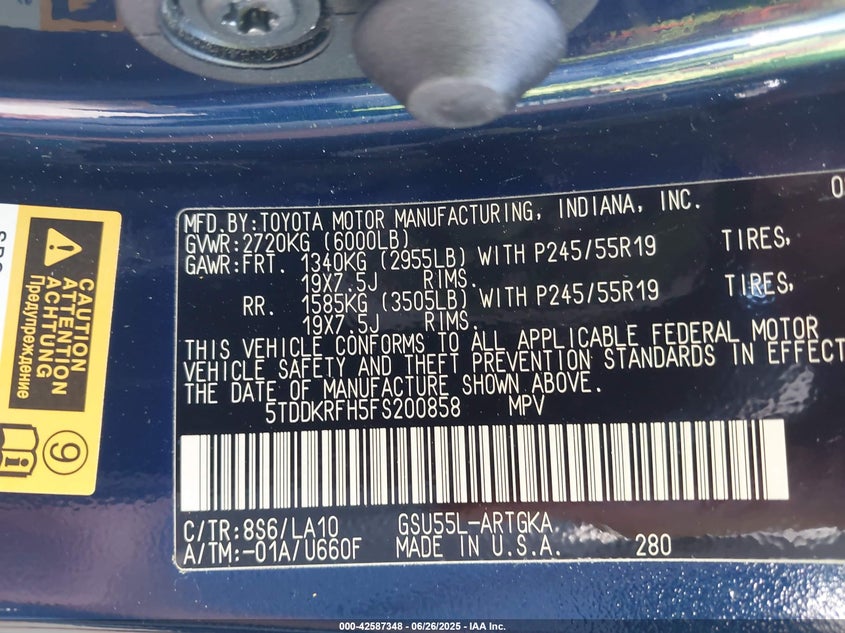 MFD.BY:TOYOTA MOTOR MANUFACTURING, INDIANA, INC.
GVWR:2720KG (6000LB)
GAWR:FRT. 1340KG (2955LB) WITH P245/55R19 TIRES,
19X7.5J RIMS.
RR. 1585KG (3505LB) WITH P245/55R19 TIRES,
19X7.5J RIMS.
THIS VEHICLE CONFORMS TO ALL APPLICABLE FEDERAL MOTOR
VEHICLE SAFETY AND THEFT PREVENTION STANDARDS IN EFFECT
THE DATE OF MANUFACTURE SHOWN ABOVE.
5TDDKRFH5FS200858 MPV
C/TR:8S6/LA10 GSU55L-ARTGKA
A/TM:-01A/U660F MADE IN U.S.A. 280
CAUTION
ATTENTION
ACHTUNG
Предупреждение
9
000-42587348 - 06/26/2025 - IAA Inc.